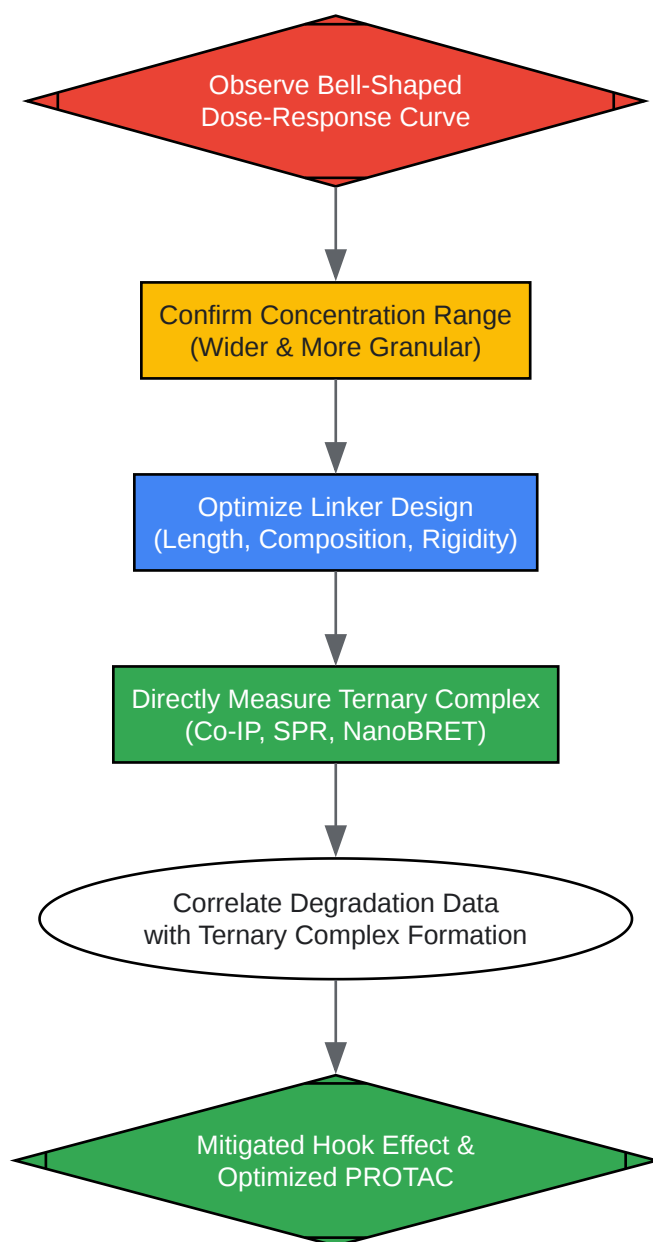 Observe Bell-Shaped
Dose-Response Curve
Confirm Concentration Range
(Wider & More Granular)
Optimize Linker Design
(Length, Composition, Rigidity)
Directly Measure Ternary Complex
(Co-IP, SPR, NanoBRET)
Correlate Degradation Data
with Ternary Complex Formation
Mitigated Hook Effect &
Optimized PROTAC